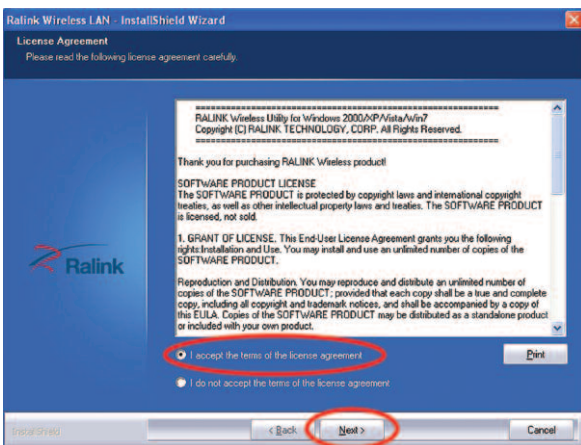 Ralink Wireless LAN - InstallShield Wizard
License Agreement
Please read the following license agreement carefully.
RALINK Wireless Utility for Windows 2000/XP/Vista/Win7
Copyright (C) RALINK TECHNOLOGY, CORP. All Rights Reserved.
Thank you for purchasing RALINK Wireless product!
SOFTWARE PRODUCT LICENSE
The SOFTWARE PRODUCT is protected by copyright laws and international copyright
treaties, as well as other intellectual property laws and treaties. The SOFTWARE PRODUCT
is licensed, not sold.
1. GRANT OF LICENSE. This End-User License Agreement grants you the following
rights:Installation and Use. You may install and use an unlimited number of copies of the
SOFTWARE PRODUCT.
Reproduction and Distribution. You may reproduce and distribute an unlimited number of
copies of the SOFTWARE PRODUCT; provided that each copy shall be a true and complete
copy, including all copyright and trademark notices, and shall be accompanied by a copy of
this EULA. Copies of the SOFTWARE PRODUCT may be distributed as a standalone product
or included with your own product.
Ralink
I accept the terms of the license agreement
Print
I do not accept the terms of the license agreement
InstallShield
< Back
Next >
Cancel